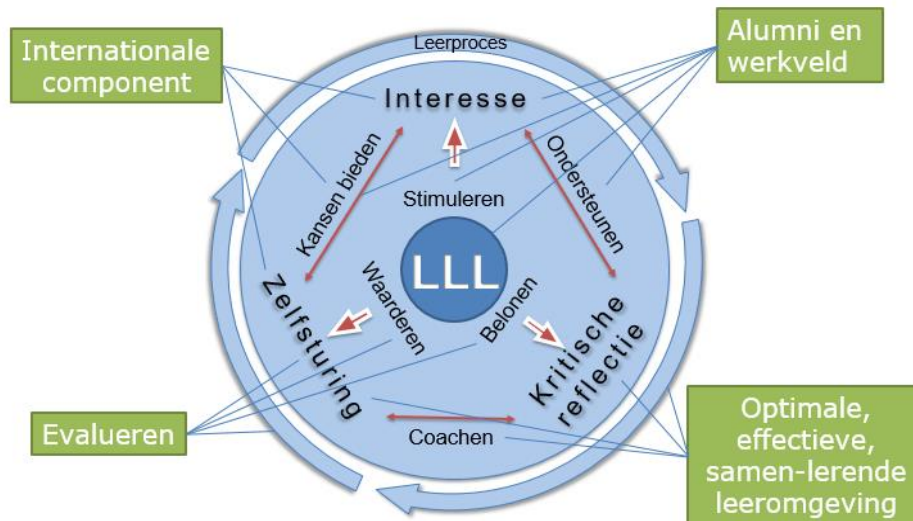 Internationale
component
Alumni en
werkveld
Leerproces
Interesse
Kansen bieden
Ondersteunen
Stimuleren
LLL
Waarderen
Belonen
Zelfsturing
Kritische
reflectie
Coachen
Evalueren
Optimale,
effectieve,
samen-lerende
leeromgeving